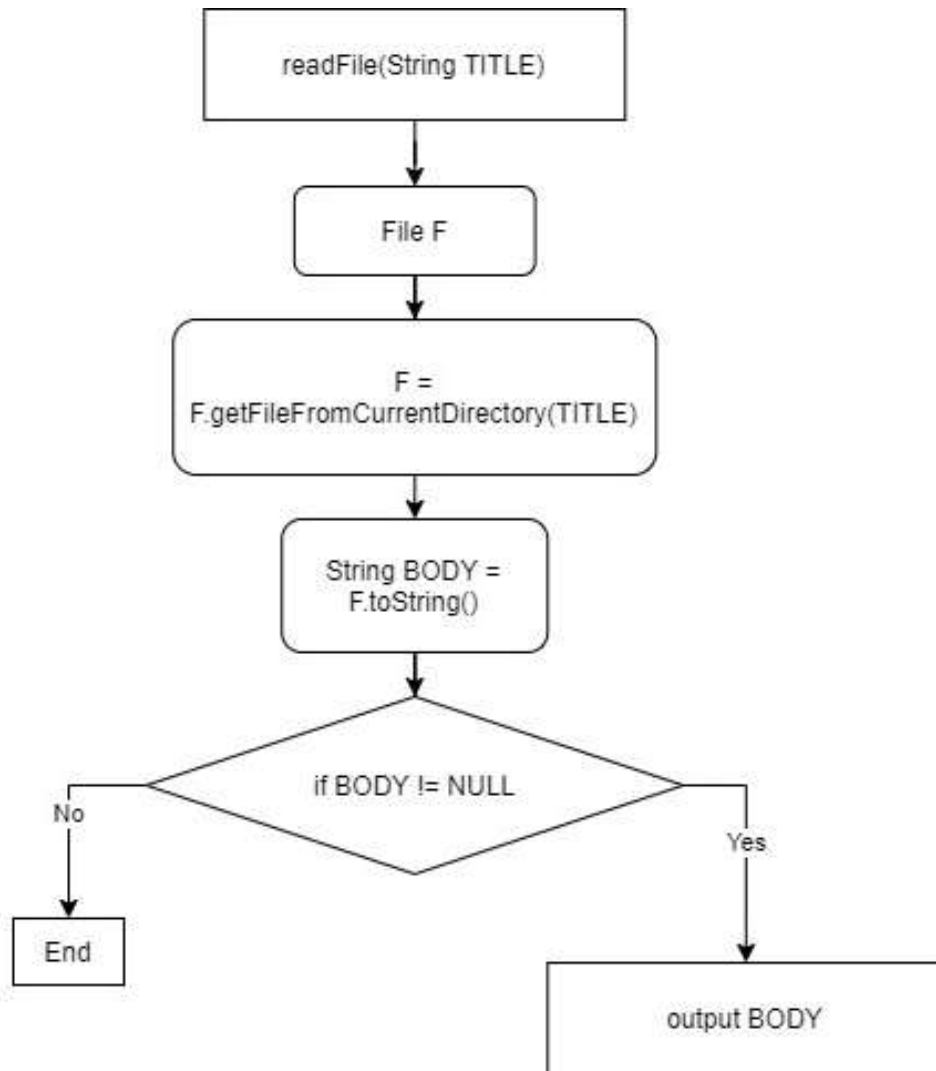 readFile(String TITLE)
File F
F =
F.getFileFromCurrentDirectory(TITLE)
String BODY =
F.toString()
if BODY != NULL
No
Yes
End
output BODY